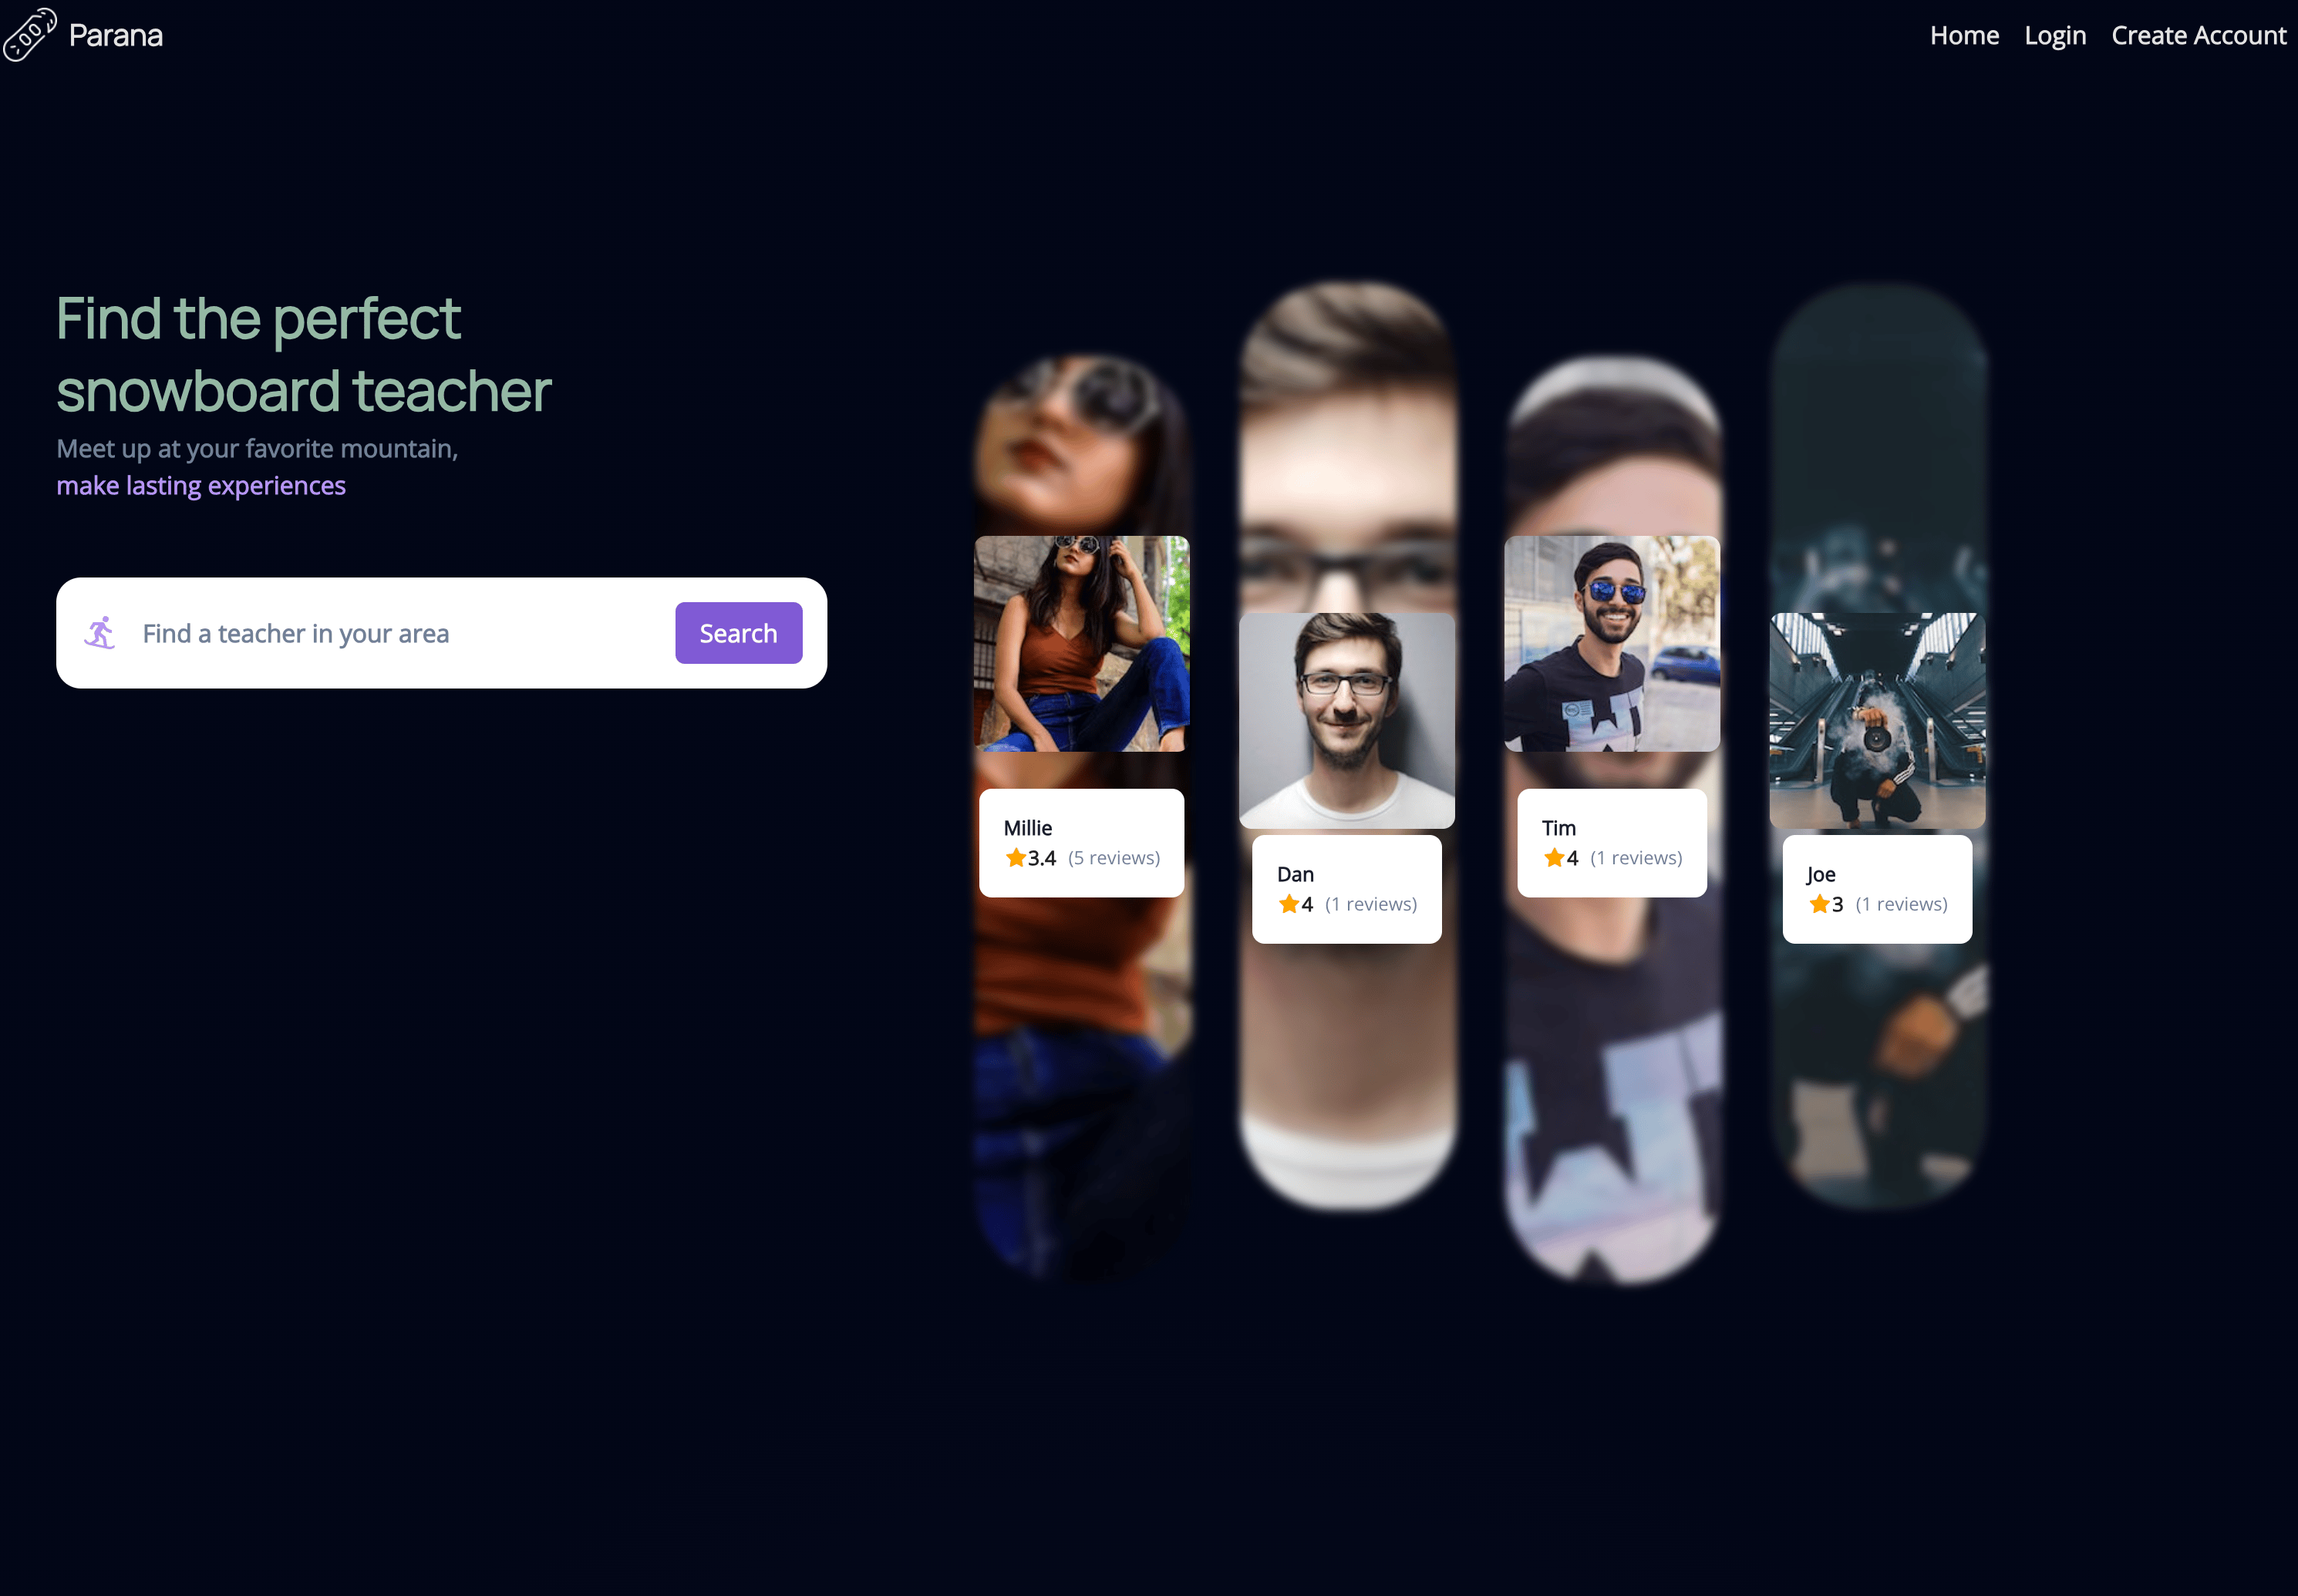 Parana
Home Login Create Account
Find the perfect
snowboard teacher
Meet up at your favorite mountain,
make lasting experiences
Find a teacher in your area
Search
Millie
3.4 (5 reviews)
Dan
4 (1 reviews)
Tim
4 (1 reviews)
Joe
3 (1 reviews)